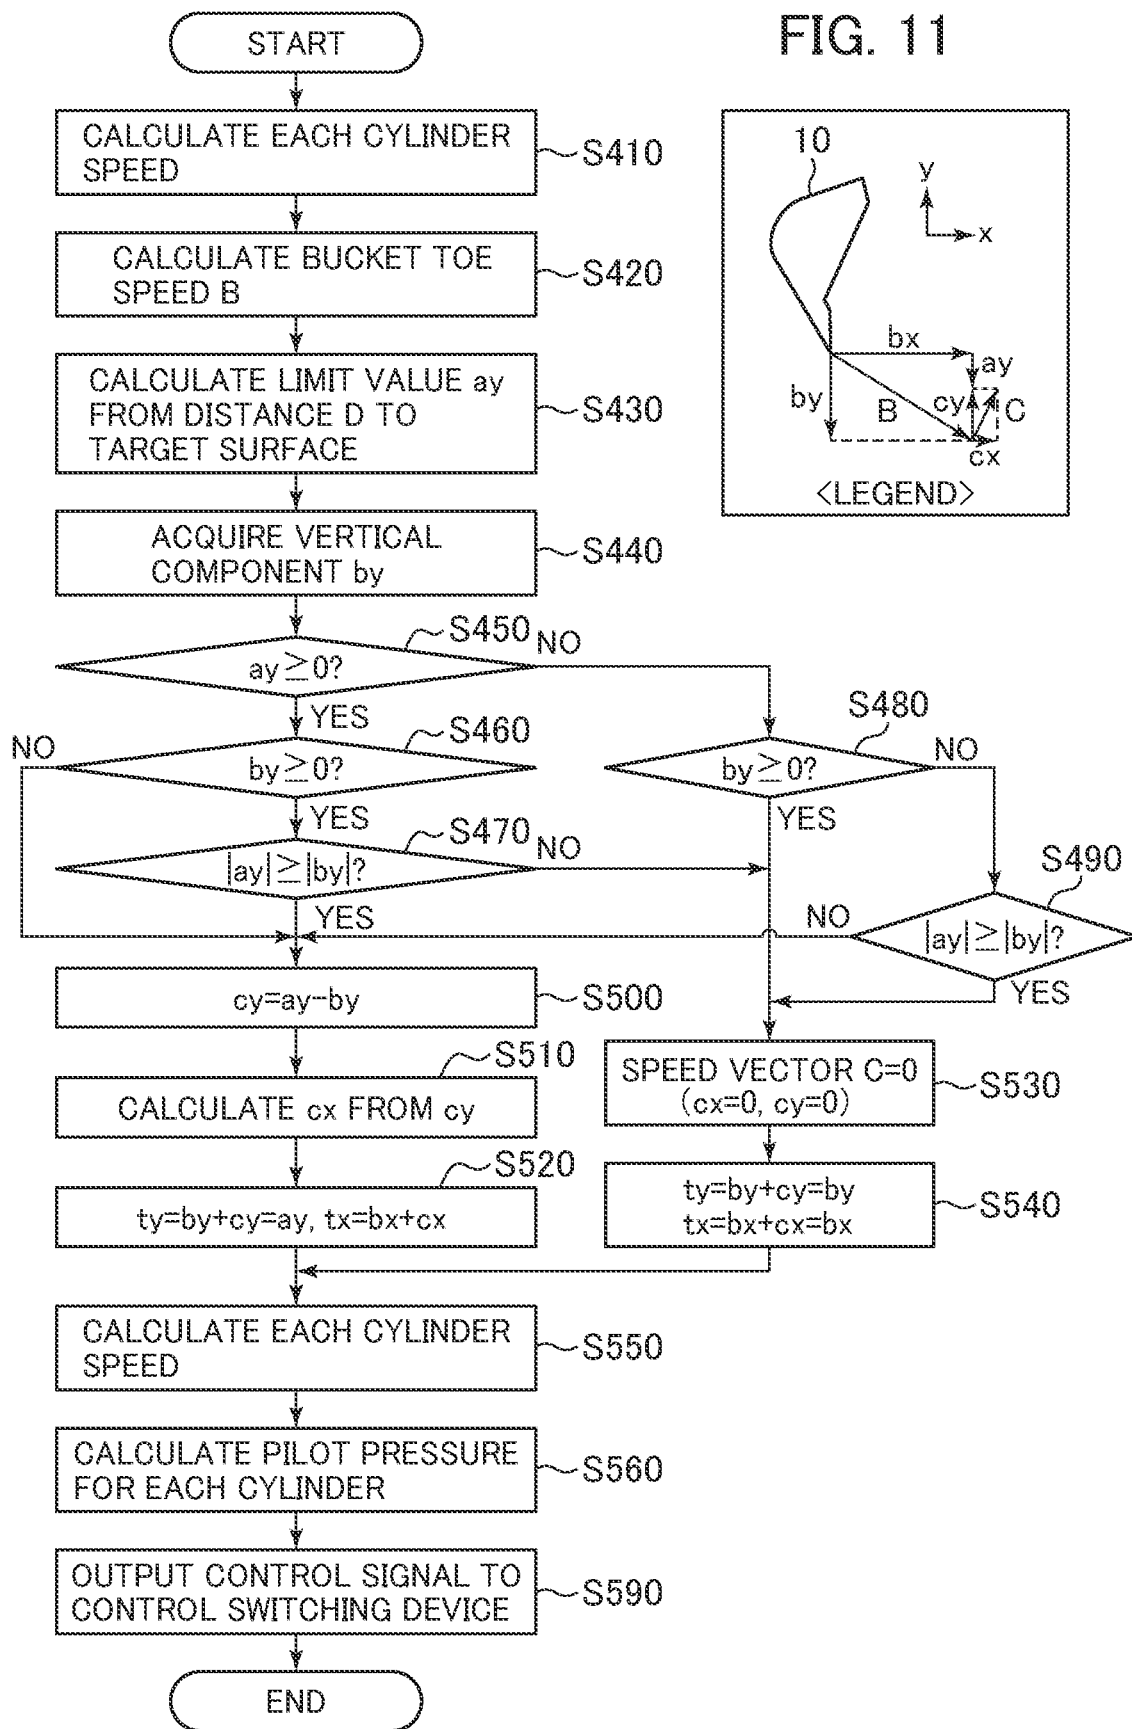 FIG. 11
START
CALCULATE EACH CYLINDER
SPEED
S410
CALCULATE BUCKET TOE
SPEED B
S420
CALCULATE LIMIT VALUE ay
FROM DISTANCE D TO
TARGET SURFACE
S430
ACQUIRE VERTICAL
COMPONENT by
S440
10
y
x
bx
ay
by
B
cy
C
cx
<LEGEND>
S450
ay≧0?
NO
YES
S460
by≧0?
NO
YES
S470
|ay|≧|by|?
NO
YES
S480
by≧0?
NO
YES
S490
|ay|≧|by|?
NO
YES
cy=ay-by
S500
S510
CALCULATE cx FROM cy
S520
ty=by+cy=ay, tx=bx+cx
SPEED VECTOR C=0
(cx=0, cy=0)
S530
ty=by+cy=by
tx=bx+cx=bx
S540
CALCULATE EACH CYLINDER
SPEED
S550
CALCULATE PILOT PRESSURE
FOR EACH CYLINDER
S560
OUTPUT CONTROL SIGNAL TO
CONTROL SWITCHING DEVICE
S590
END